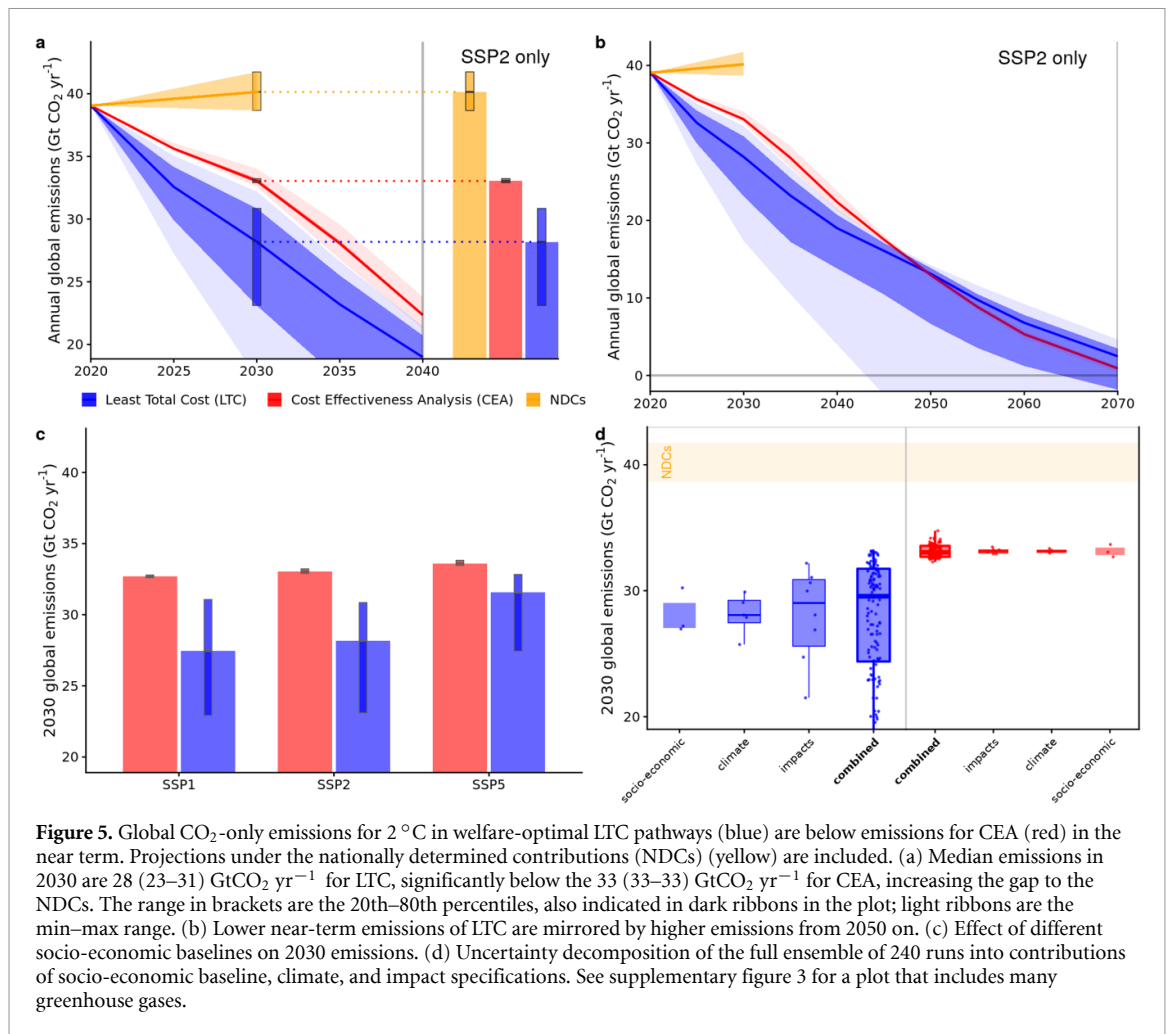 a
SSP2 only
Annual global emissions (Gt CO₂ yr⁻¹)
40
35
30
25
20
2020
2025
2030
2035
2040
b
SSP2 only
Annual global emissions (Gt CO₂ yr⁻¹)
40
30
20
10
0
2020
2030
2040
2050
2060
2070
Least Total Cost (LTC)
Cost Effectiveness Analysis (CEA)
NDCs
c
2030 global emissions (Gt CO₂ yr⁻¹)
40
35
30
25
20
SSP1
SSP2
SSP5
d
2030 global emissions (Gt CO₂ yr⁻¹)
NDCs
40
30
20
socio-economic
climate
impacts
combined
combined
impacts
climate
socio-economic
Figure 5. Global CO₂-only emissions for 2 °C in welfare-optimal LTC pathways (blue) are below emissions for CEA (red) in the
near term. Projections under the nationally determined contributions (NDCs) (yellow) are included. (a) Median emissions in
2030 are 28 (23–31) GtCO₂ yr⁻¹ for LTC, significantly below the 33 (33–33) GtCO₂ yr⁻¹ for CEA, increasing the gap to the
NDCs. The range in brackets are the 20th–80th percentiles, also indicated in dark ribbons in the plot; light ribbons are the
min–max range. (b) Lower near-term emissions of LTC are mirrored by higher emissions from 2050 on. (c) Effect of different
socio-economic baselines on 2030 emissions. (d) Uncertainty decomposition of the full ensemble of 240 runs into contributions
of socio-economic baseline, climate, and impact specifications. See supplementary figure 3 for a plot that includes many
greenhouse gases.